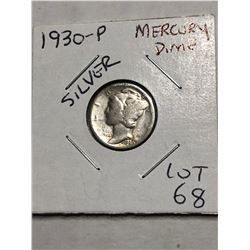 1930-P
MERCURY
DIME
SILVER
LOT
68